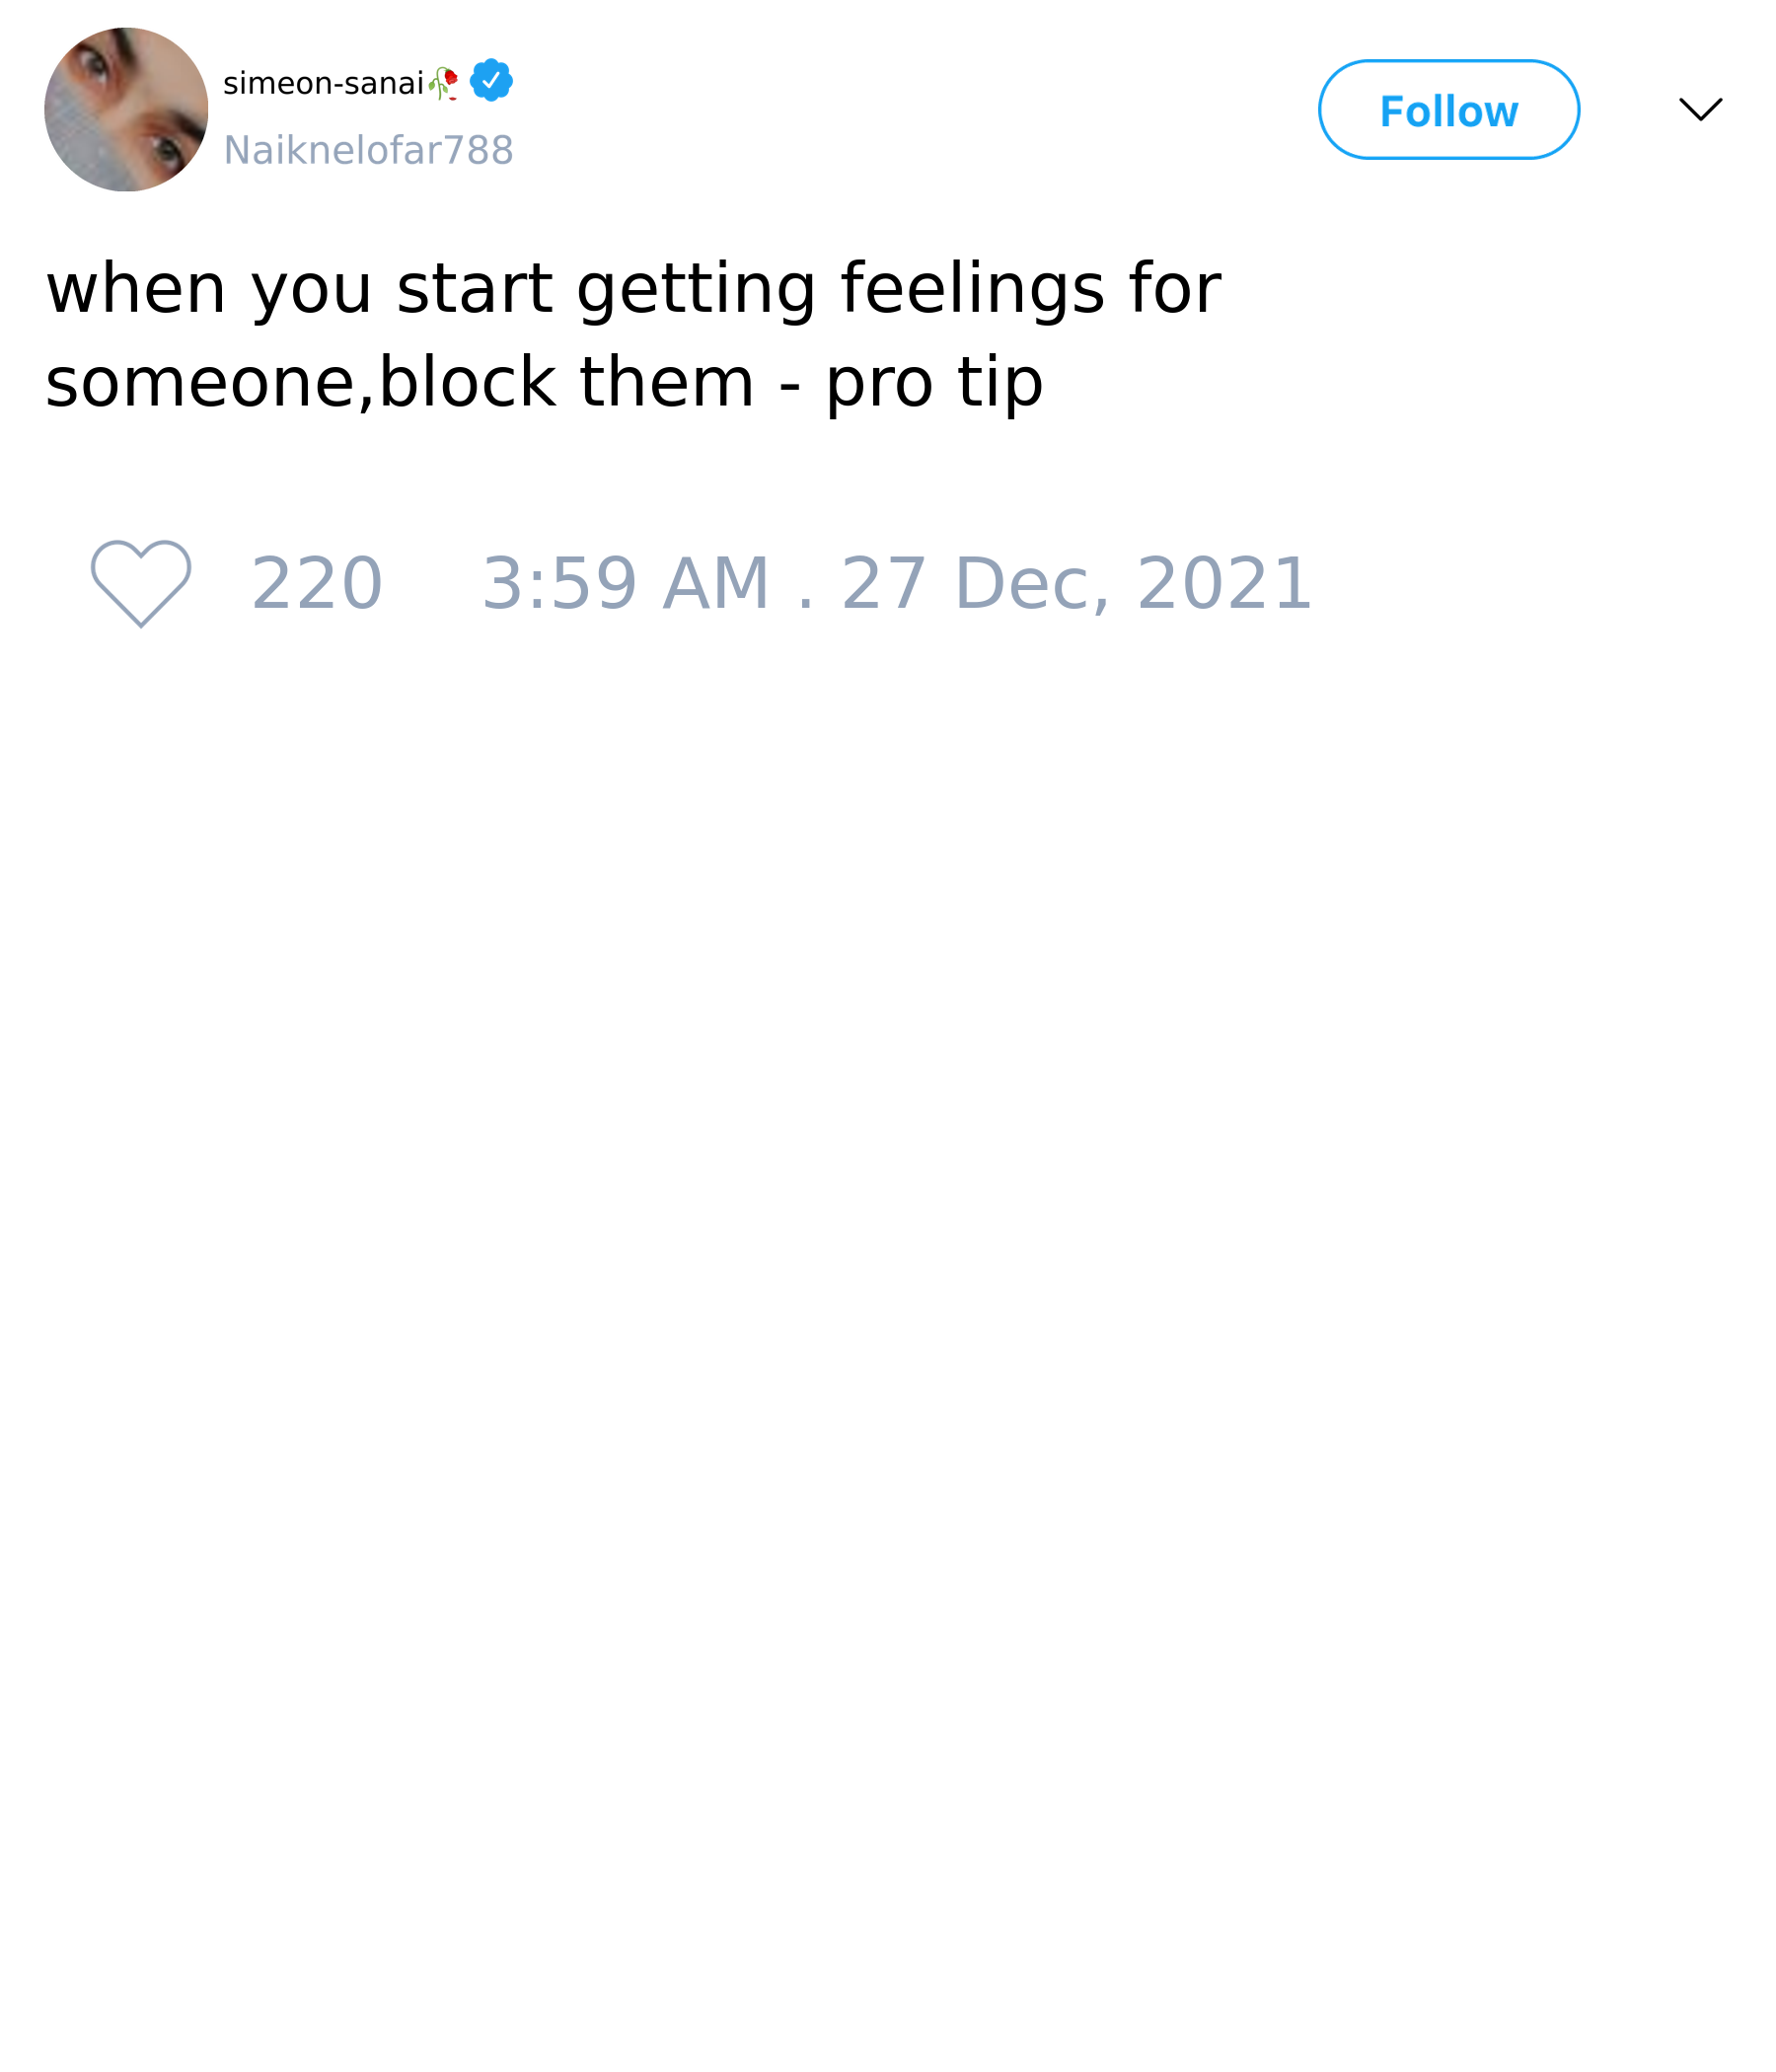 simeon-sanai🥀
Naiknelofar788
Follow
when you start getting feelings for
someone,block them - pro tip
220 3:59 AM . 27 Dec, 2021